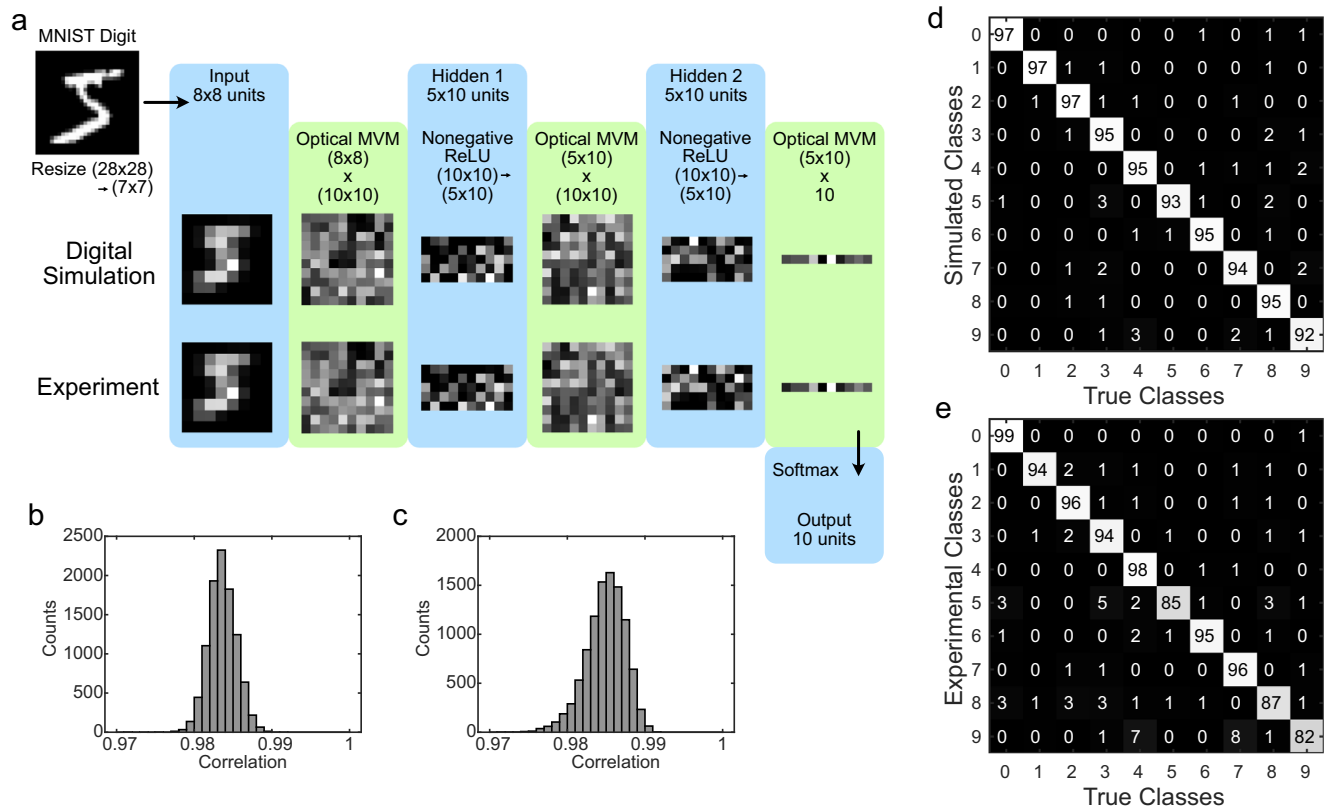 a
MNIST Digit
Resize (28x28)
→ (7x7)
Input
8x8 units
Optical MVM
(8x8)
x
(10x10)
Hidden 1
5x10 units
Nonegative
ReLU
(10x10)→
(5x10)
Optical MVM
(5x10)
x
(10x10)
Hidden 2
5x10 units
Nonegative
ReLU
(10x10)→
(5x10)
Optical MVM
(5x10)
x
10
Digital
Simulation
Experiment
Softmax
Output
10 units
b
Counts
2500
2000
1500
1000
500
0
0.97 0.98 0.99 1
Correlation
c
Counts
2000
1500
1000
500
0
0.97 0.98 0.99 1
Correlation
d
Simulated Classes
0 97 0 0 0 0 0 1 0 1 1
1 0 97 1 1 0 0 0 0 1 0
2 0 1 97 1 1 0 0 1 0 0
3 0 0 1 95 0 0 0 0 2 1
4 0 0 0 0 95 0 1 1 1 2
5 1 0 0 3 0 93 1 0 2 0
6 0 0 0 0 1 1 95 0 1 0
7 0 0 1 2 0 0 0 94 0 2
8 0 0 1 1 0 0 0 0 95 0
9 0 0 0 1 3 0 0 2 1 92
0 1 2 3 4 5 6 7 8 9
True Classes
e
Experimental Classes
0 99 0 0 0 0 0 0 0 0 1
1 0 94 2 1 1 0 0 1 1 0
2 0 0 96 1 1 0 0 1 1 0
3 0 1 2 94 0 0 0 0 1 1
4 0 0 0 0 98 0 1 1 0 0
5 3 0 0 5 2 85 1 0 3 1
6 1 0 0 0 2 1 95 0 1 0
7 0 0 1 1 0 0 0 96 0 1
8 3 1 3 3 1 1 1 0 87 1
9 0 0 0 1 7 0 0 8 1 82
0 1 2 3 4 5 6 7 8 9
True Classes